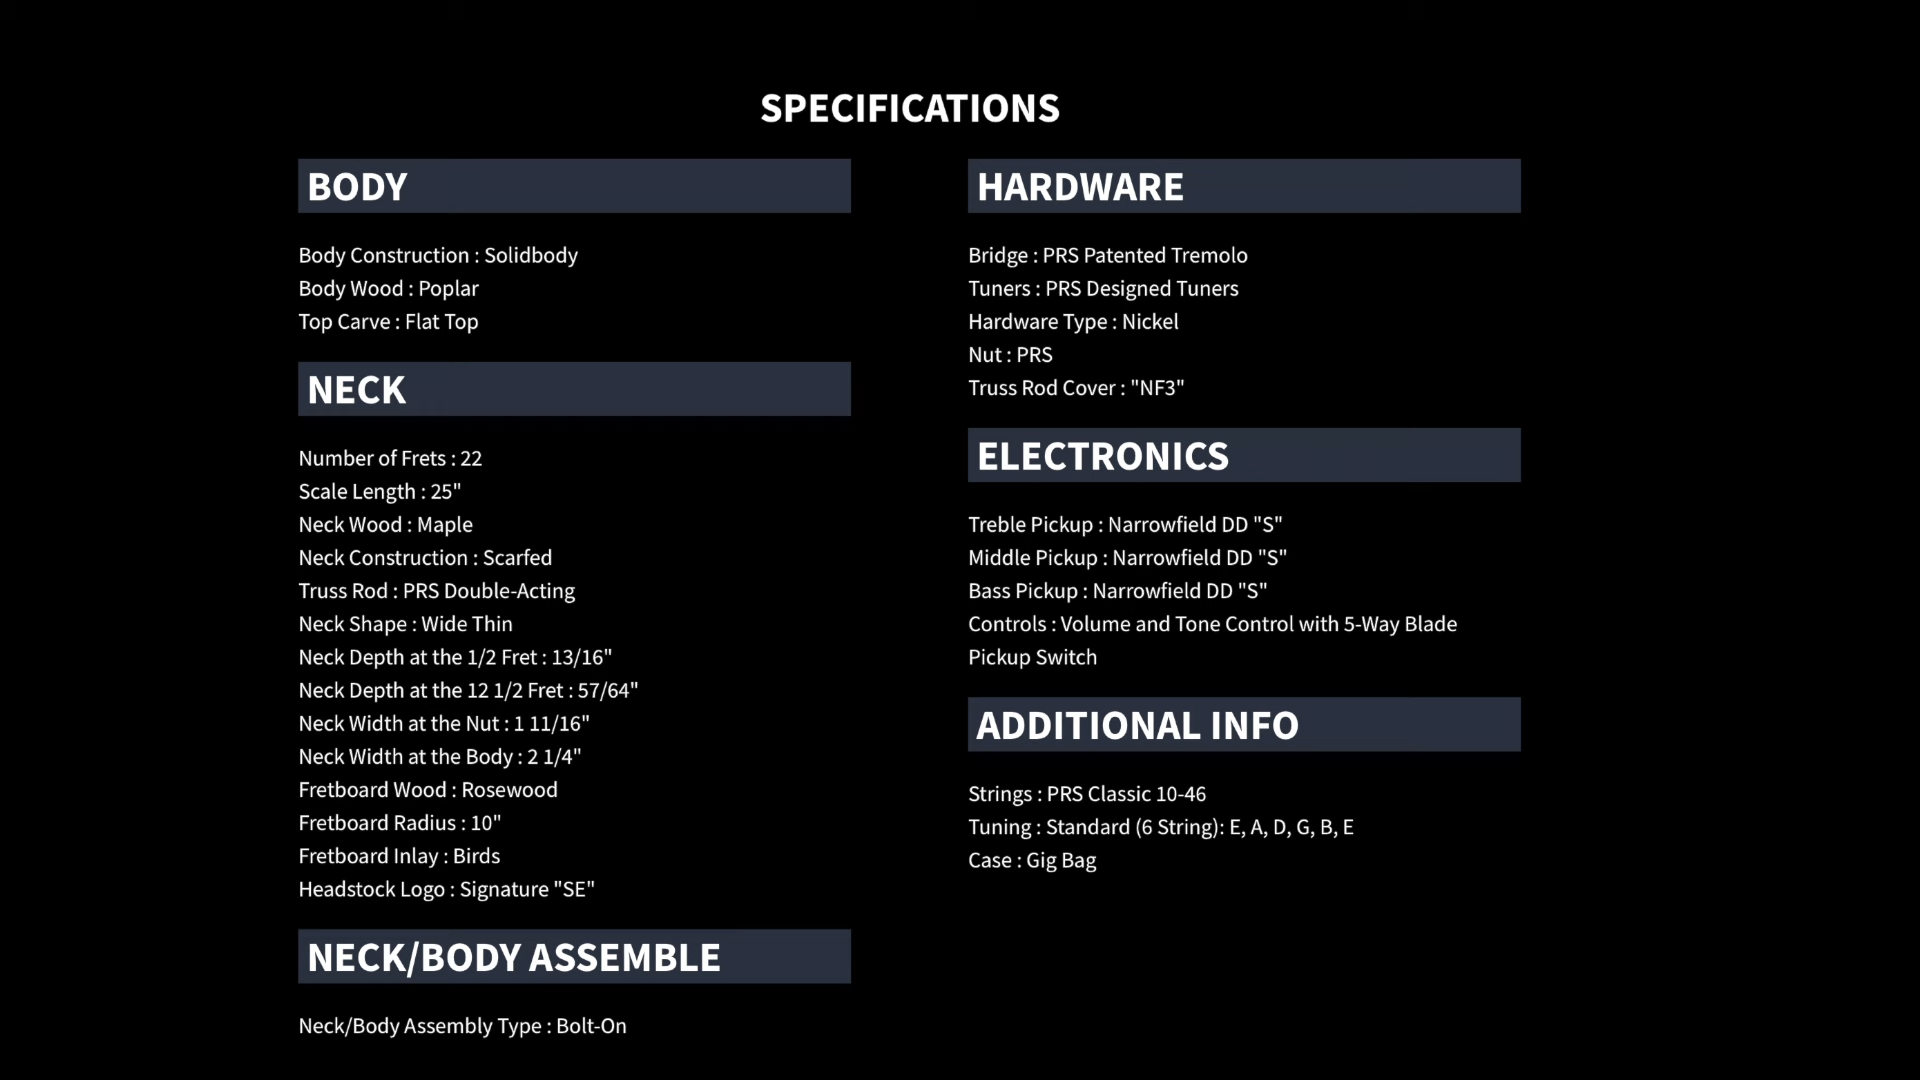 SPECIFICATIONS
BODY
Body Construction : Solidbody
Body Wood : Poplar
Top Carve : Flat Top
NECK
Number of Frets : 22
Scale Length : 25"
Neck Wood : Maple
Neck Construction : Scarfed
Truss Rod : PRS Double-Acting
Neck Shape : Wide Thin
Neck Depth at the 1/2 Fret : 13/16"
Neck Depth at the 12 1/2 Fret : 57/64"
Neck Width at the Nut : 1 11/16"
Neck Width at the Body : 2 1/4"
Fretboard Wood : Rosewood
Fretboard Radius : 10"
Fretboard Inlay : Birds
Headstock Logo : Signature "SE"
NECK/BODY ASSEMBLE
Neck/Body Assembly Type : Bolt-On
HARDWARE
Bridge : PRS Patented Tremolo
Tuners : PRS Designed Tuners
Hardware Type : Nickel
Nut : PRS
Truss Rod Cover : "NF3"
ELECTRONICS
Treble Pickup : Narrowfield DD "S"
Middle Pickup : Narrowfield DD "S"
Bass Pickup : Narrowfield DD "S"
Controls : Volume and Tone Control with 5-Way Blade
Pickup Switch
ADDITIONAL INFO
Strings : PRS Classic 10-46
Tuning : Standard (6 String): E, A, D, G, B, E
Case : Gig Bag